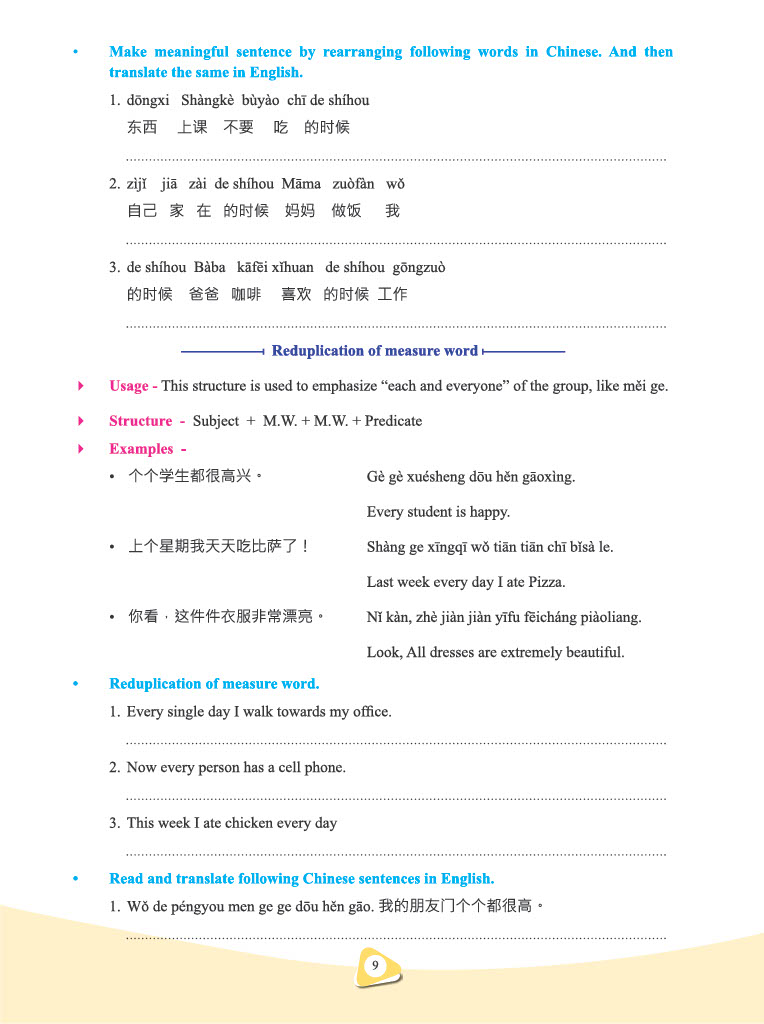 • Make meaningful sentence by rearranging following words in Chinese. And then
translate the same in English.
1. dōngxi Shàngkè bùyào chī de shíhou
东西 上课 不要 吃 的时候
2. zìjǐ jiā zài de shíhou Māma zuòfàn wǒ
自己 家 在 的时候 妈妈 做饭 我
3. de shíhou Bàba kāfēi xǐhuan de shíhou gōngzuò
的时候 爸爸 咖啡 喜欢 的时候 工作
Reduplication of measure word
Usage - This structure is used to emphasize “each and everyone” of the group, like měi ge.
Structure - Subject + M.W. + M.W. + Predicate
Examples -
• 个个学生都很高兴。 Gè gè xuésheng dōu hěn gāoxìng.
Every student is happy.
• 上个星期我天天吃比萨了！ Shàng ge xīngqī wǒ tiān tiān chī bǐsà le.
Last week every day I ate Pizza.
• 你看，这件件衣服非常漂亮。 Nǐ kàn, zhè jiàn jiàn yīfu fēicháng piàoliang.
Look, All dresses are extremely beautiful.
• Reduplication of measure word.
1. Every single day I walk towards my office.
2. Now every person has a cell phone.
3. This week I ate chicken every day
• Read and translate following Chinese sentences in English.
1. Wǒ de péngyou men ge ge dōu hěn gāo. 我的朋友门个个都很高。
9